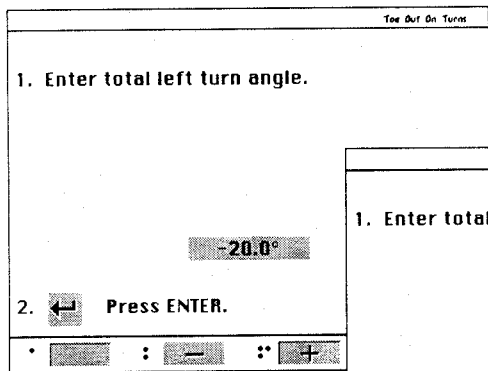 Toe Out On Turns
1. Enter total left turn angle.
1. Enter total
-20.0°
2. ↵ Press ENTER.
− +